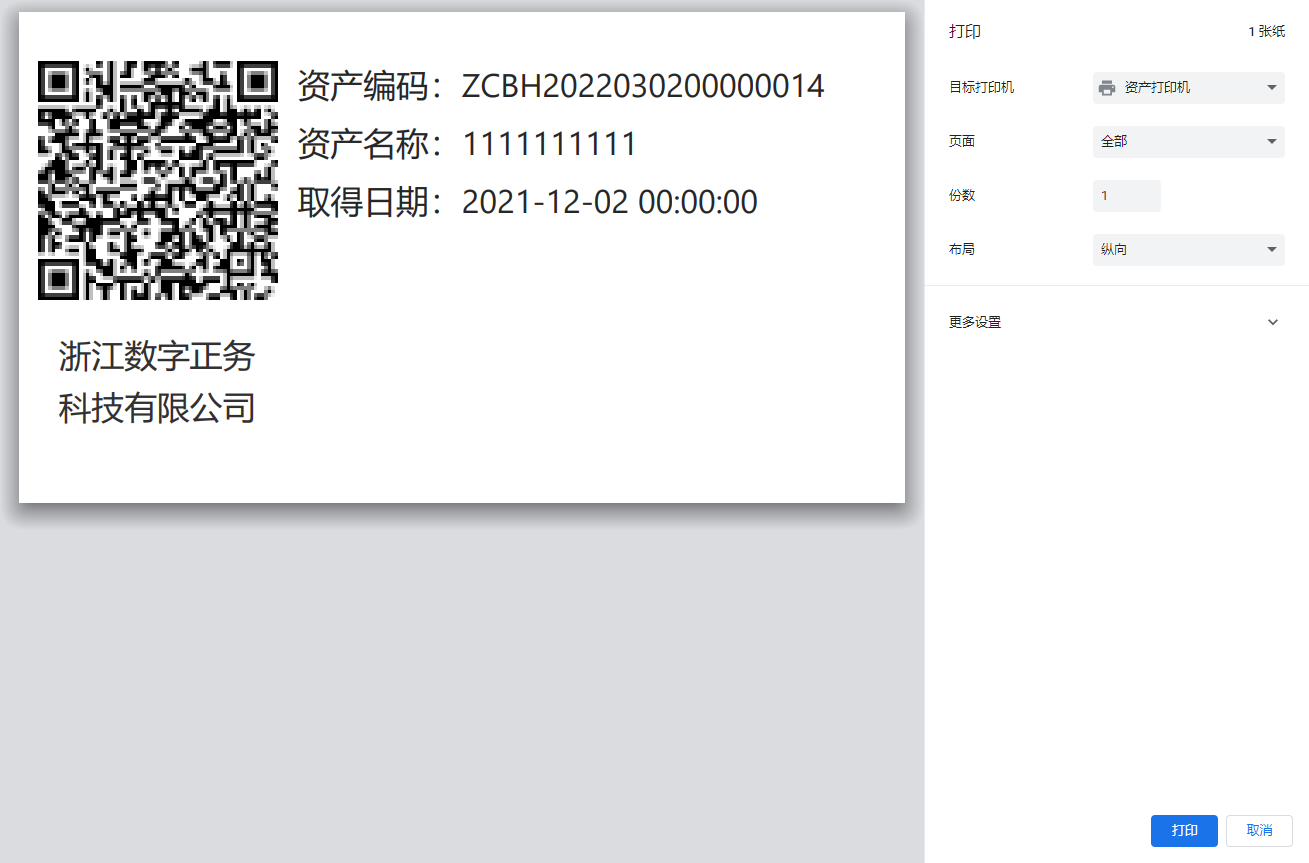 资产编码：ZCBH2022030200000014
资产名称：1111111111
取得日期：2021-12-02 00:00:00
浙江数字正务
科技有限公司
打印 1 张纸
目标打印机 资产打印机
页面 全部
份数 1
布局 纵向
更多设置
打印 取消